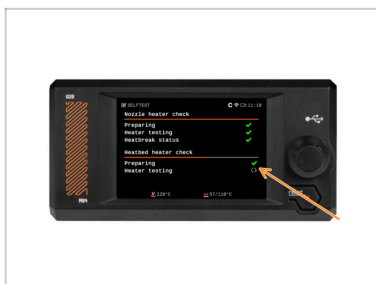 SELFTEST 11:10
Nozzle heater check
Preparing
Heater testing
Heatbreak status
Heatbed heater check
Preparing
Heater testing
220°C 57/110°C